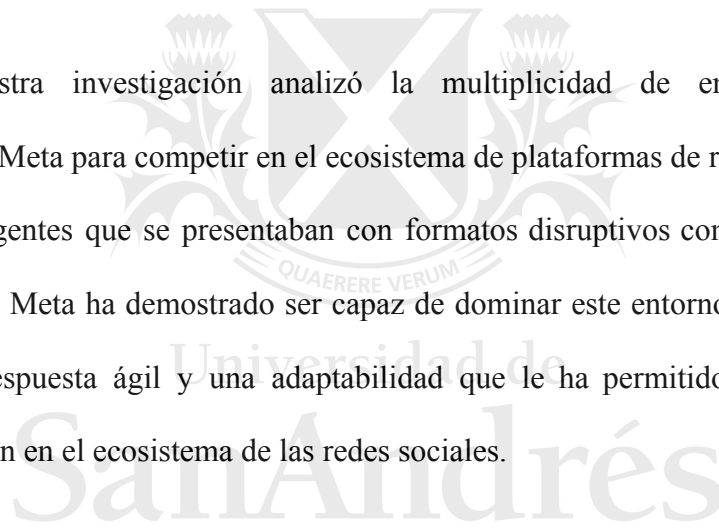 stra investigación analizó la multiplicidad de en
Meta para competir en el ecosistema de plataformas de r
gentes que se presentaban con formatos disruptivos con
QUAERERE VERUM
Meta ha demostrado ser capaz de dominar este entorno
Universidad de
espuesta ágil y una adaptabilidad que le ha permitido
n en el ecosistema de las redes sociales.
SanAndrés